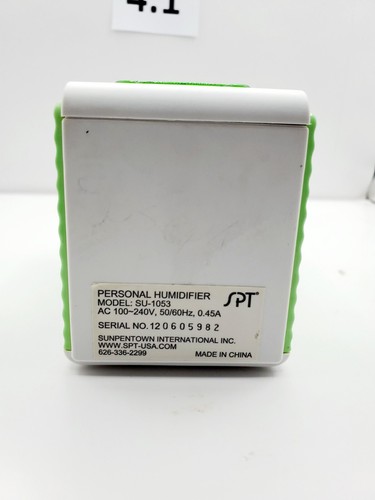 4.1
PERSONAL HUMIDIFIER
MODEL: SU-1053
AC 100~240V, 50/60Hz, 0.45A
SPT
SERIAL NO. 120605982
SUNPENTOWN INTERNATIONAL INC.
WWW.SPT-USA.COM
626-336-2299
MADE IN CHINA